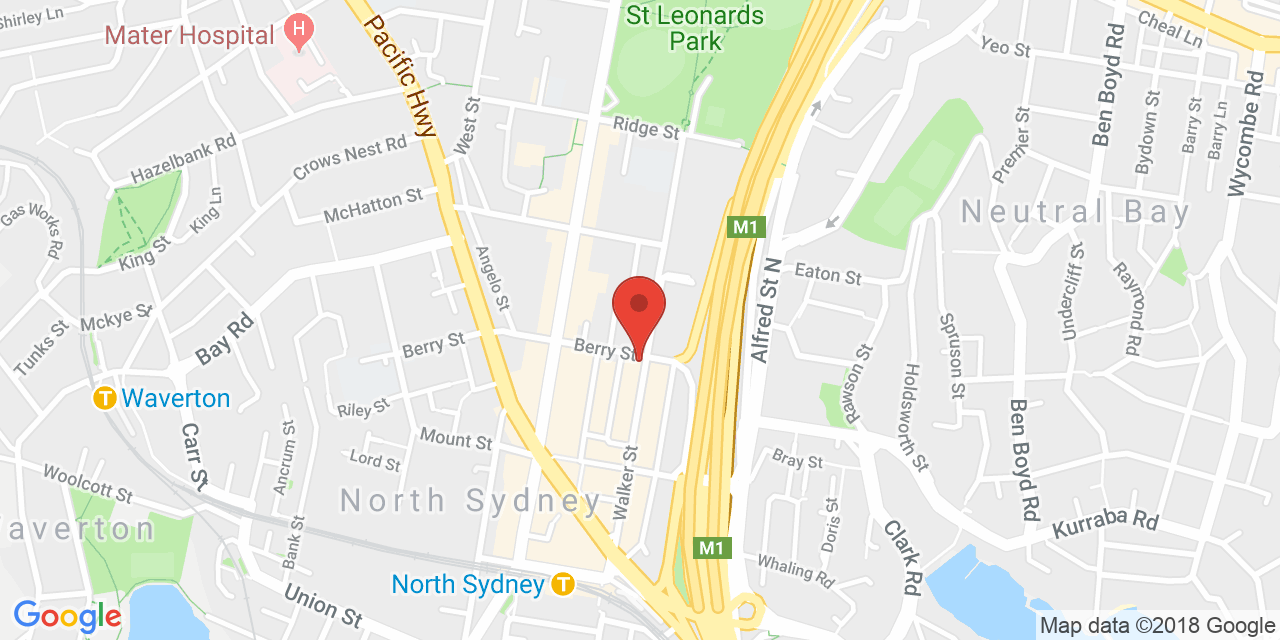 Shirley Ln
Mater Hospital
H
Pacific Hwy
St Leonards
Park
Yeo St
Cheal Ln
Ben Boyd Rd
Wycombe Rd
West St
Ridge St
Hazelbank Rd
Crows Nest Rd
Premier St
Bydown St
Barry St
Barry Ln
McHatton St
King Ln
Gas Works Rd
King St
M1
Neutral Bay
Angelo St
Alfred St N
Eaton St
Undercliff St
Raymond Rd
Mckye St
Tunks St
Bay Rd
Berry St
Berry St
Spruson St
Rawson St
Holdsworth St
T Waverton
Riley St
Carr St
Ancrum St
Mount St
Lord St
Walker St
Bray St
Ben Boyd Rd
Woolcott St
North Sydney
averton
Bank St
Doris St
Clark Rd
Kurraba Rd
M1
Whaling Rd
North Sydney T
Union St
Google
Map data ©2018 Google